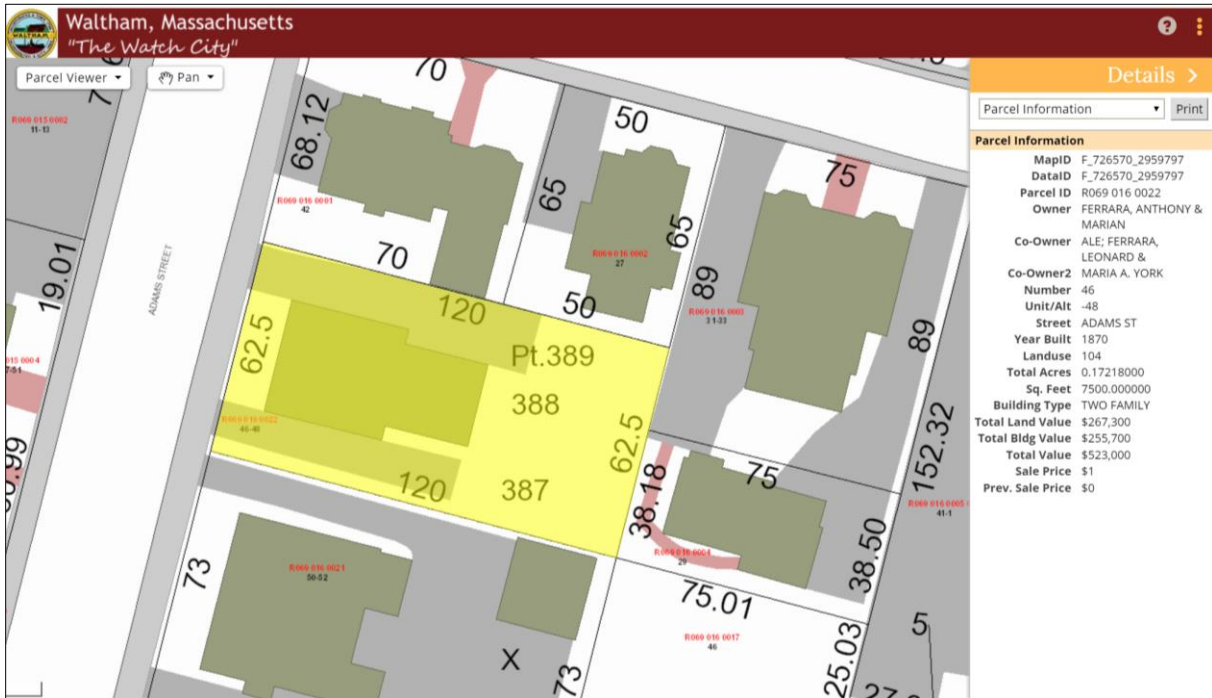 Waltham, Massachusetts
"The Watch City"
WALTHAM
Parcel Viewer
Pan
Details >
Parcel Information
Print
Parcel Information
MapID F_726570_2959797
DataID F_726570_2959797
Parcel ID R069 016 0022
Owner FERRARA, ANTHONY &
MARIAN
Co-Owner ALE; FERRARA,
LEONARD &
Co-Owner2 MARIA A. YORK
Number 46
Unit/Alt -48
Street ADAMS ST
Year Built 1870
Landuse 104
Total Acres 0.17218000
Sq. Feet 7500.000000
Building Type TWO FAMILY
Total Land Value $267,300
Total Bldg Value $255,700
Total Value $523,000
Sale Price $1
Prev. Sale Price $0
70
R069 015 0002
11-13
7
68.12
50
75
65
R069 016 0001
42
65
R069 016 0002
27
70
19.01
ADAMS STREET
50
89
R069 016 0003
31-33
89
120
62.5
Pt.389
388
R069 016 0022
46-48
62.5
152.32
120
387
38.18
75
R069 016 0005
41-1
R069 016 0004
29
38.50
73
R069 016 0021
50-52
75.01
R069 016 0017
46
5
X
73
25.03